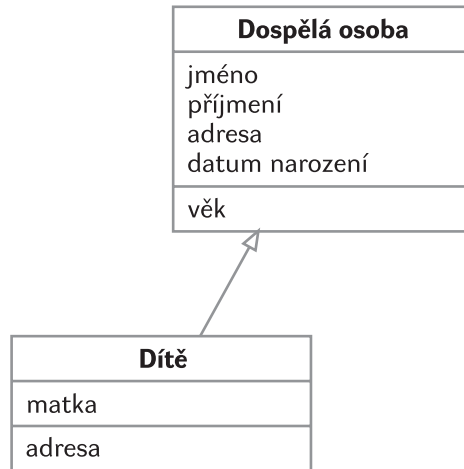 Dospělá osoba
jméno
příjmení
adresa
datum narození
věk
Dítě
matka
adresa